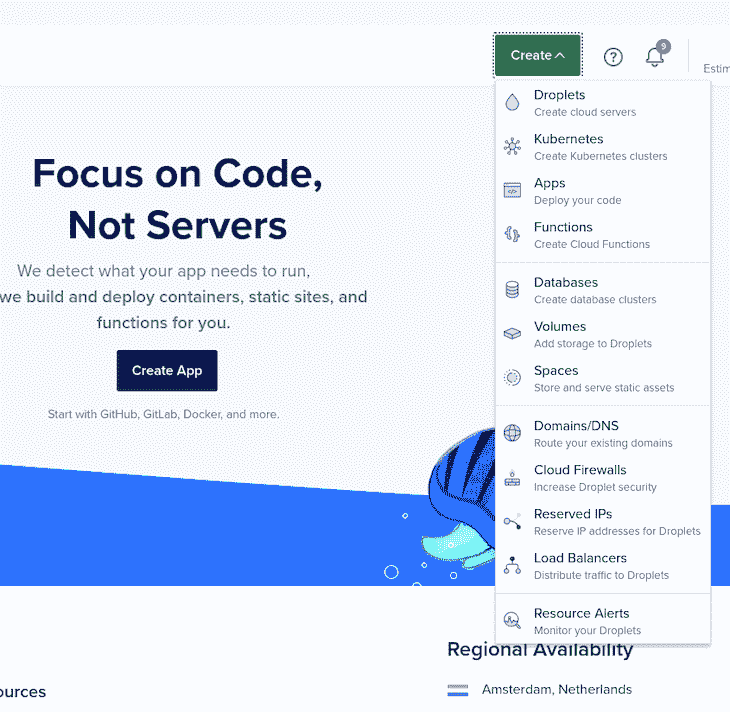 Create
9
Estim
Droplets
Create cloud servers
Kubernetes
Create Kubernetes clusters
Apps
Deploy your code
Functions
Create Cloud Functions
Databases
Create database clusters
Volumes
Add storage to Droplets
Spaces
Store and serve static assets
Domains/DNS
Route your existing domains
Cloud Firewalls
Increase Droplet security
Reserved IPs
Reserve IP addresses for Droplets
Load Balancers
Distribute traffic to Droplets
Resource Alerts
Monitor your Droplets
Focus on Code,
Not Servers
We detect what your app needs to run,
we build and deploy containers, static sites, and
functions for you.
Create App
Start with GitHub, GitLab, Docker, and more.
Regional Availability
ources
Amsterdam, Netherlands